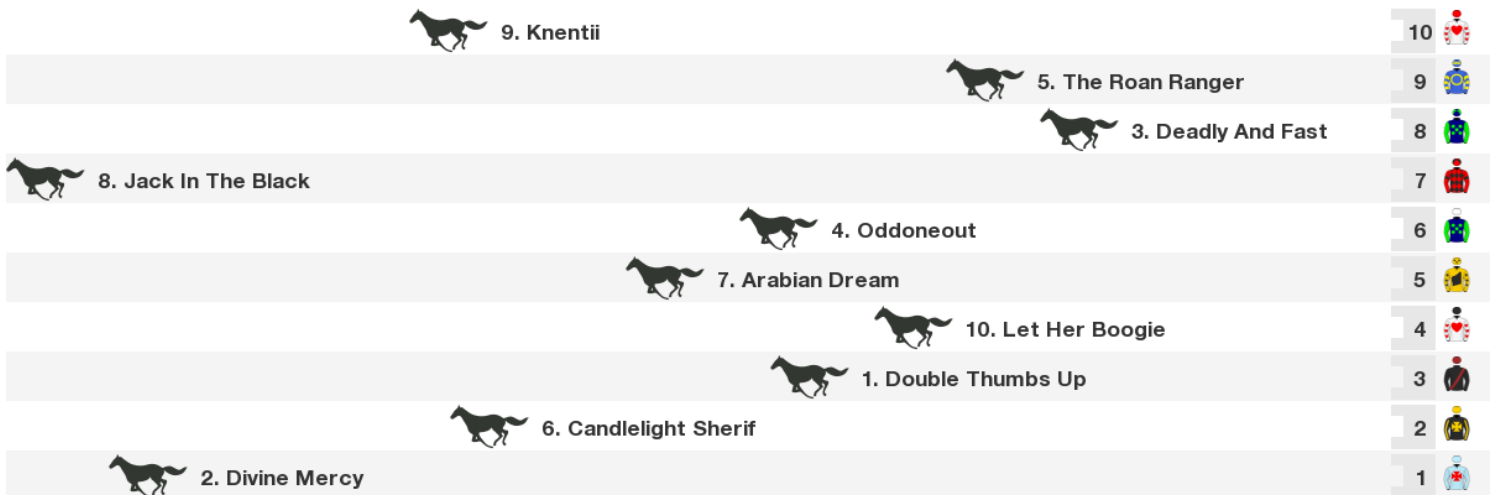 9. Knentii 10
5. The Roan Ranger 9
3. Deadly And Fast 8
8. Jack In The Black 7
4. Oddoneout 6
7. Arabian Dream 5
10. Let Her Boogie 4
1. Double Thumbs Up 3
6. Candlelight Sherif 2
2. Divine Mercy 1